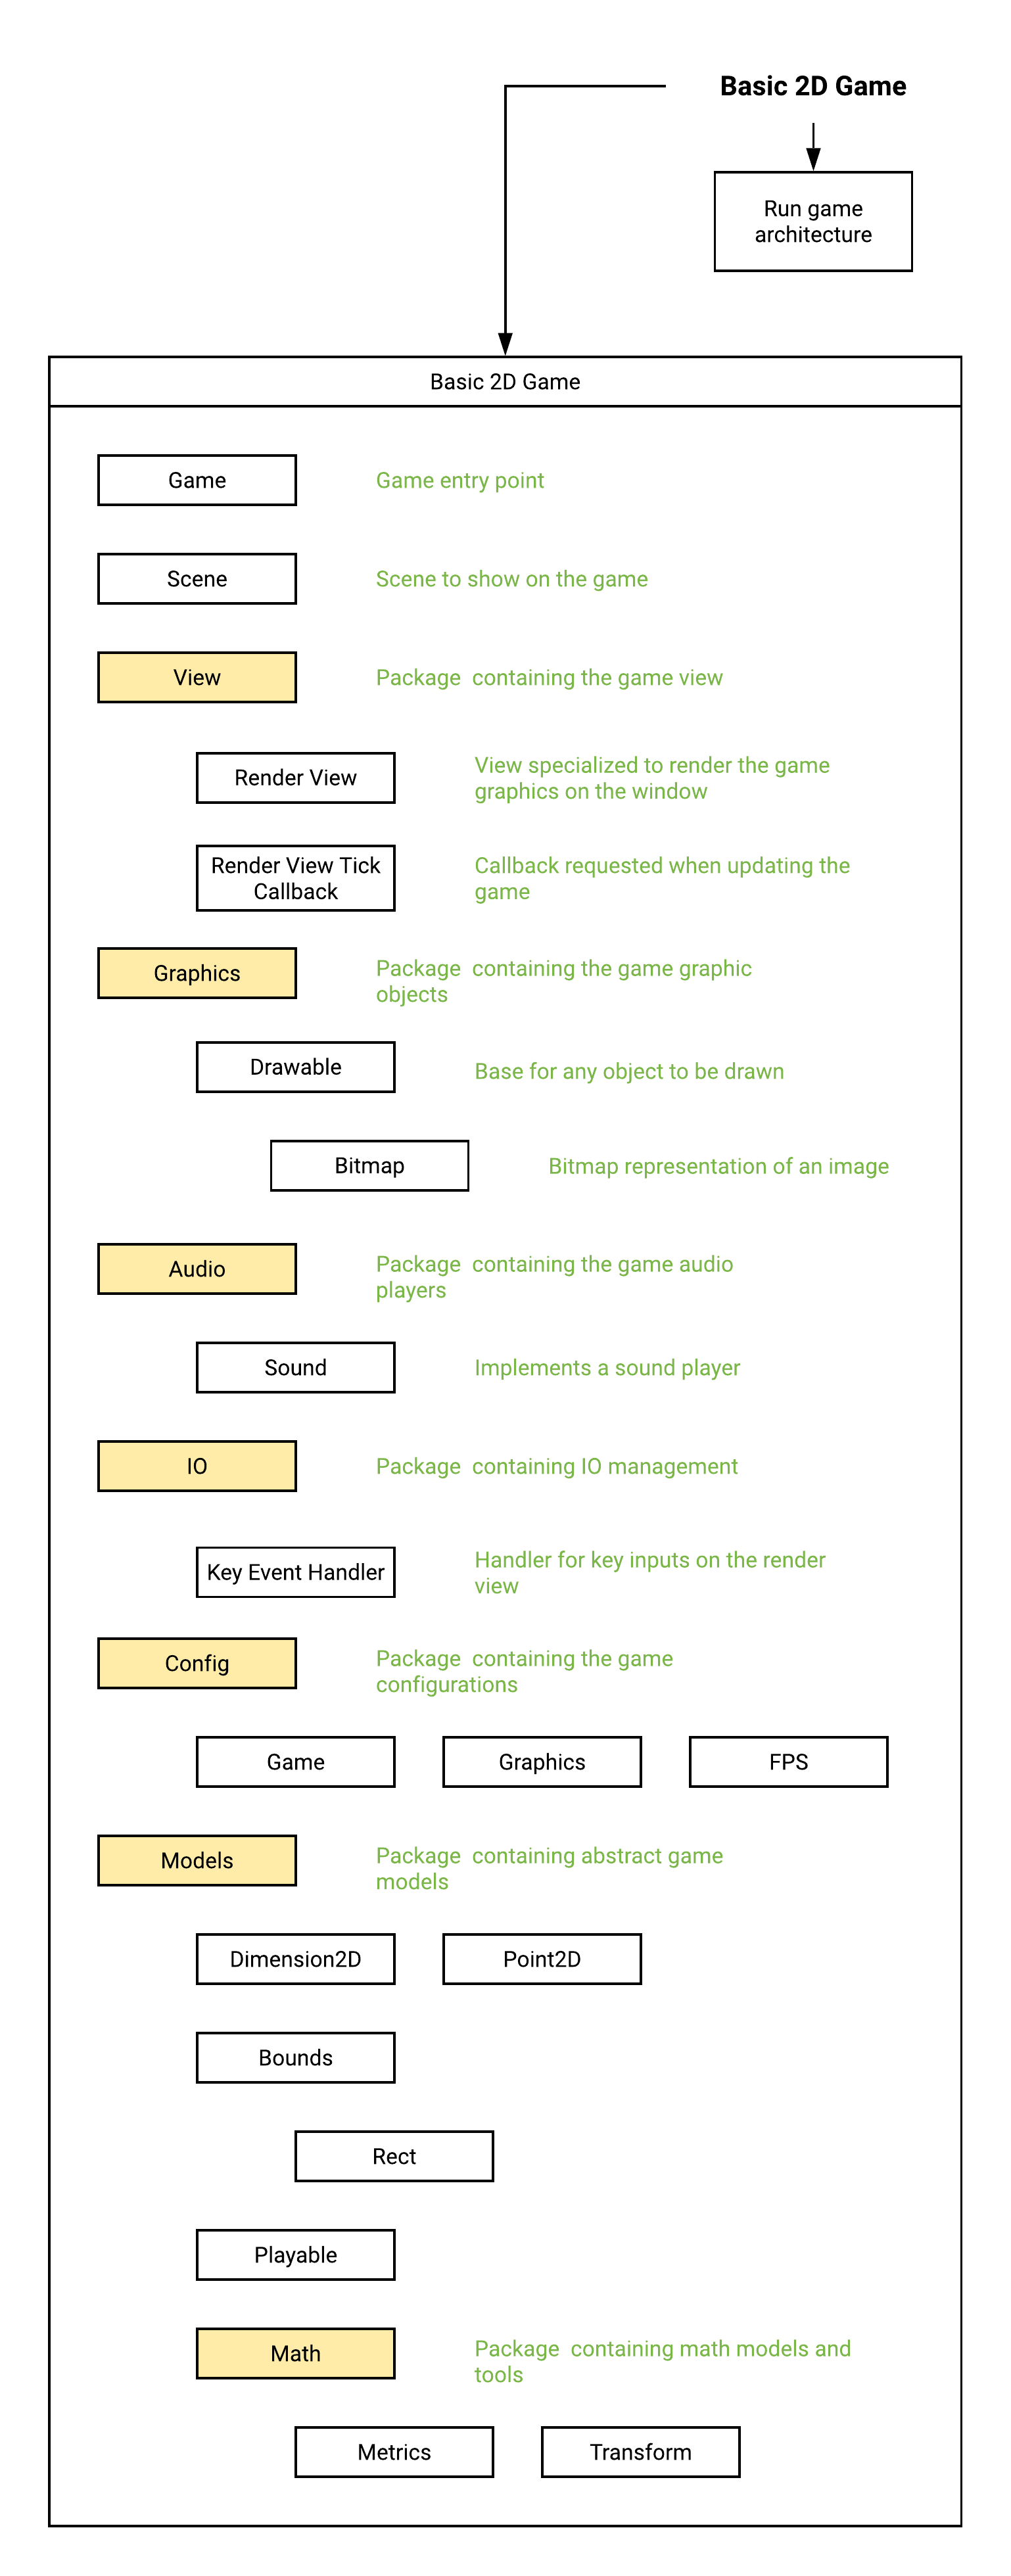 Basic 2D Game
Run game
architecture
Basic 2D Game
Game
Game entry point
Scene
Scene to show on the game
View
Package  containing the game view
Render View
View specialized to render the game
graphics on the window
Render View Tick
Callback
Callback requested when updating the
game
Graphics
Package  containing the game graphic
objects
Drawable
Base for any object to be drawn
Bitmap
Bitmap representation of an image
Audio
Package  containing the game audio
players
Sound
Implements a sound player
IO
Package  containing IO management
Key Event Handler
Handler for key inputs on the render
view
Config
Package  containing the game
configurations
Game
Graphics
FPS
Models
Package  containing abstract game
models
Dimension2D
Point2D
Bounds
Rect
Playable
Math
Package  containing math models and
tools
Metrics
Transform